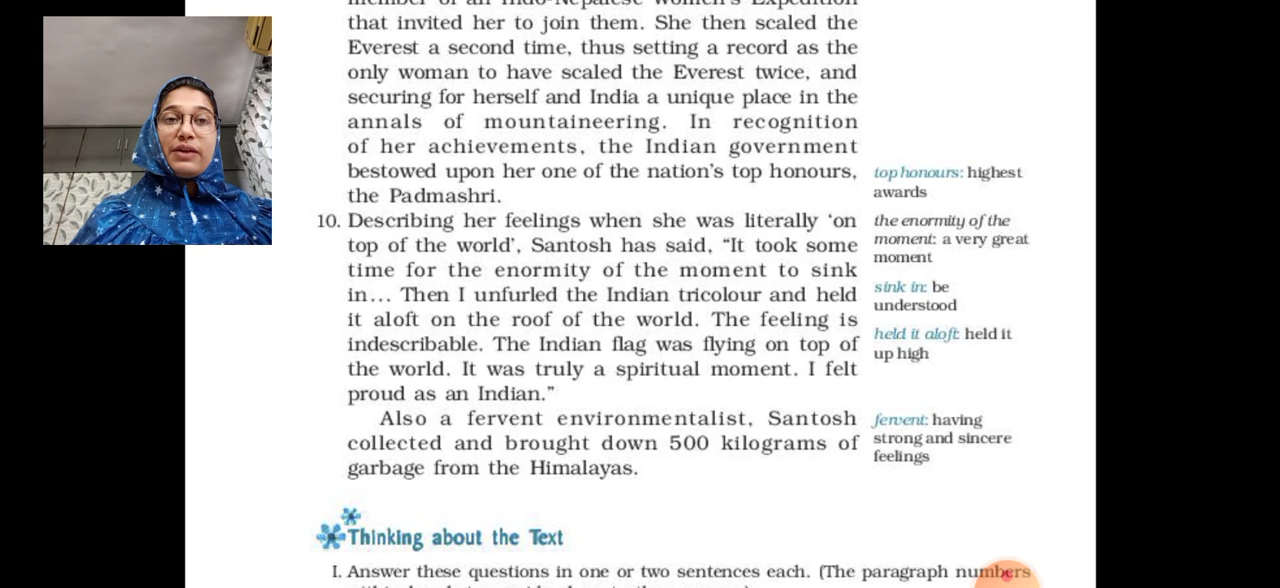 member of an Indo-Nepalese Women's Expedition
that invited her to join them. She then scaled the
Everest a second time, thus setting a record as the
only woman to have scaled the Everest twice, and
securing for herself and India a unique place in the
annals of mountaineering. In recognition
of her achievements, the Indian government
bestowed upon her one of the nation's top honours,
the Padmashri.
top honours: highest
awards
10. Describing her feelings when she was literally 'on
top of the world', Santosh has said, "It took some
time for the enormity of the moment to sink
in... Then I unfurled the Indian tricolour and held
it aloft on the roof of the world. The feeling is
indescribable. The Indian flag was flying on top of
the world. It was truly a spiritual moment. I felt
proud as an Indian."
the enormity of the
moment: a very great
moment
sink in: be
understood
held it aloft: held it
up high
Also a fervent environmentalist, Santosh
collected and brought down 500 kilograms of
garbage from the Himalayas.
fervent: having
strong and sincere
feelings
Thinking about the Text
I. Answer these questions in one or two sentences each. (The paragraph numbers